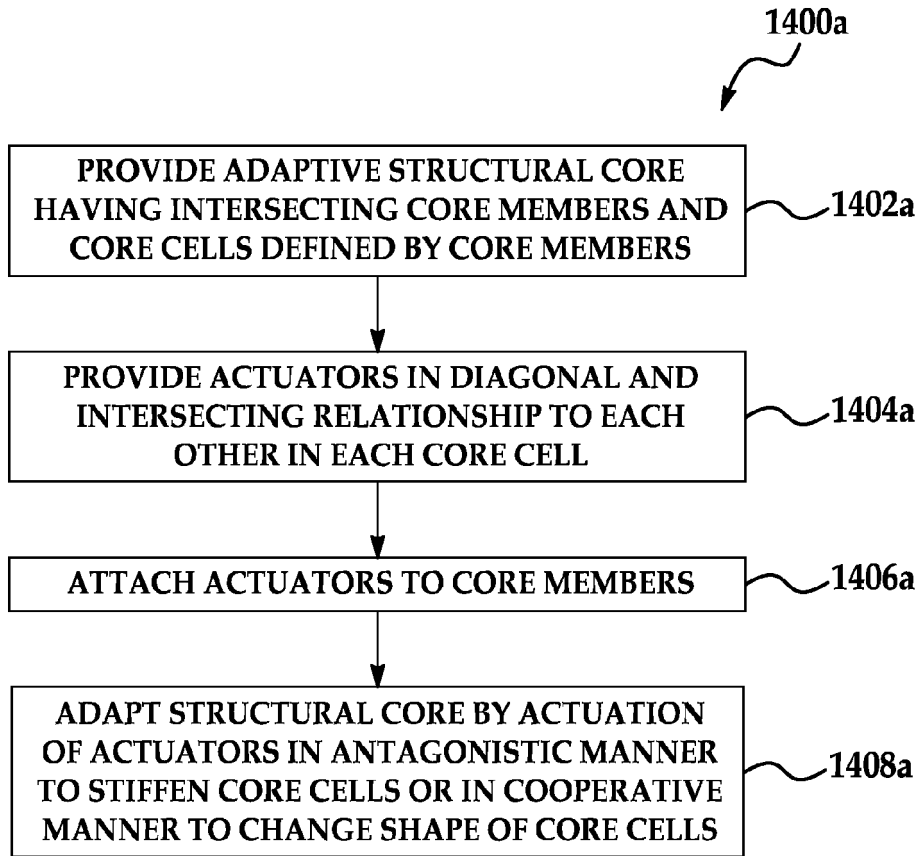 1400a
PROVIDE ADAPTIVE STRUCTURAL CORE
HAVING INTERSECTING CORE MEMBERS AND
CORE CELLS DEFINED BY CORE MEMBERS
1402a
PROVIDE ACTUATORS IN DIAGONAL AND
INTERSECTING RELATIONSHIP TO EACH
OTHER IN EACH CORE CELL
1404a
ATTACH ACTUATORS TO CORE MEMBERS
1406a
ADAPT STRUCTURAL CORE BY ACTUATION
OF ACTUATORS IN ANTAGONISTIC MANNER
TO STIFFEN CORE CELLS OR IN COOPERATIVE
MANNER TO CHANGE SHAPE OF CORE CELLS
1408a